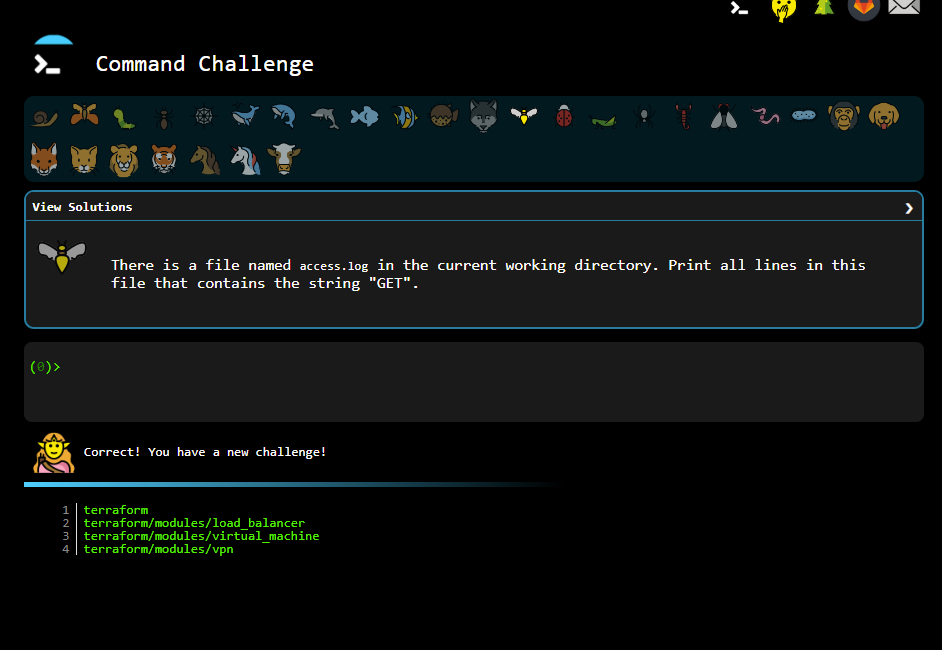 Command Challenge
View Solutions
There is a file named access.log in the current working directory. Print all lines in this
file that contains the string "GET".
(0)>
Correct! You have a new challenge!
1 terraform
2 terraform/modules/load_balancer
3 terraform/modules/virtual_machine
4 terraform/modules/vpn